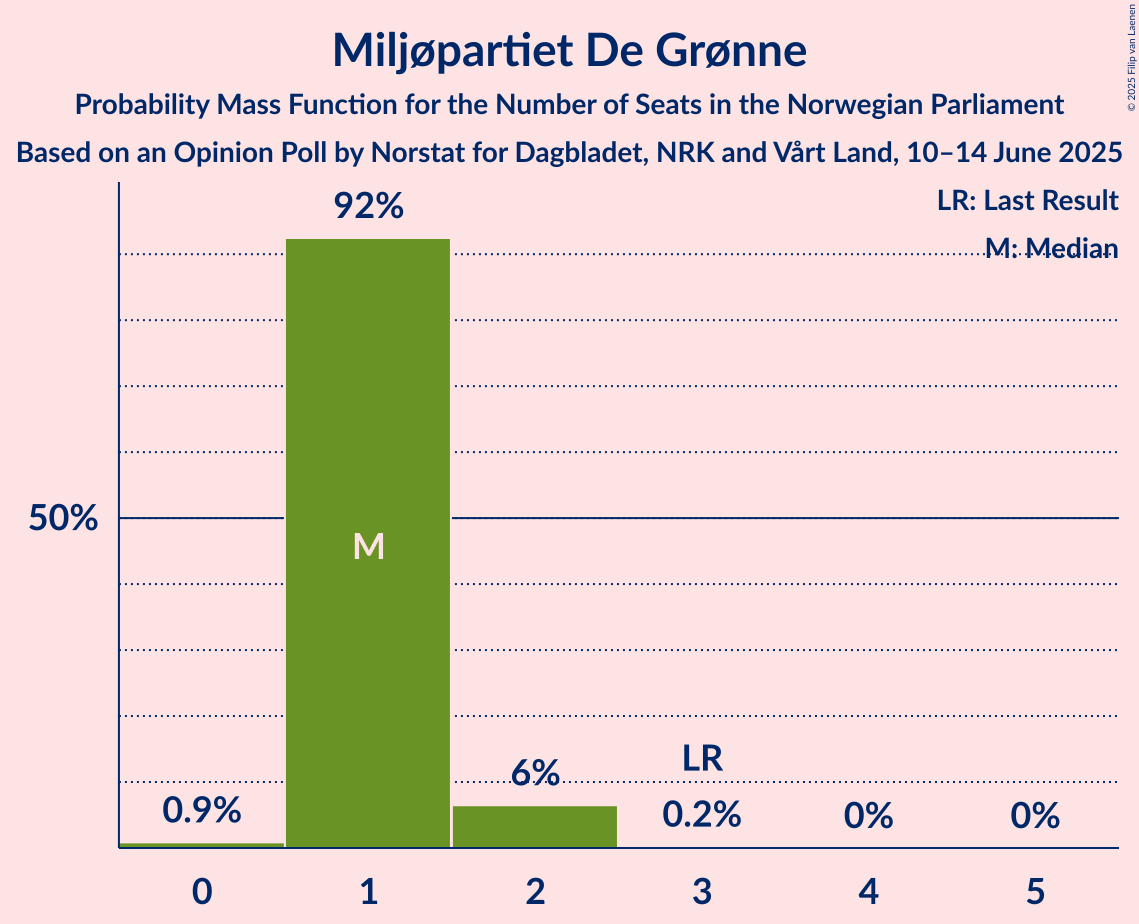 Miljøpartiet De Grønne
Probability Mass Function for the Number of Seats in the Norwegian Parliament
Based on an Opinion Poll by Norstat for Dagbladet, NRK and Vårt Land, 10–14 June 2025
© 2025 Filip van Laenen
LR: Last Result
M: Median
92%
50%
M
LR
6%
0.9%
0.2%
0%
0%
0 1 2 3 4 5